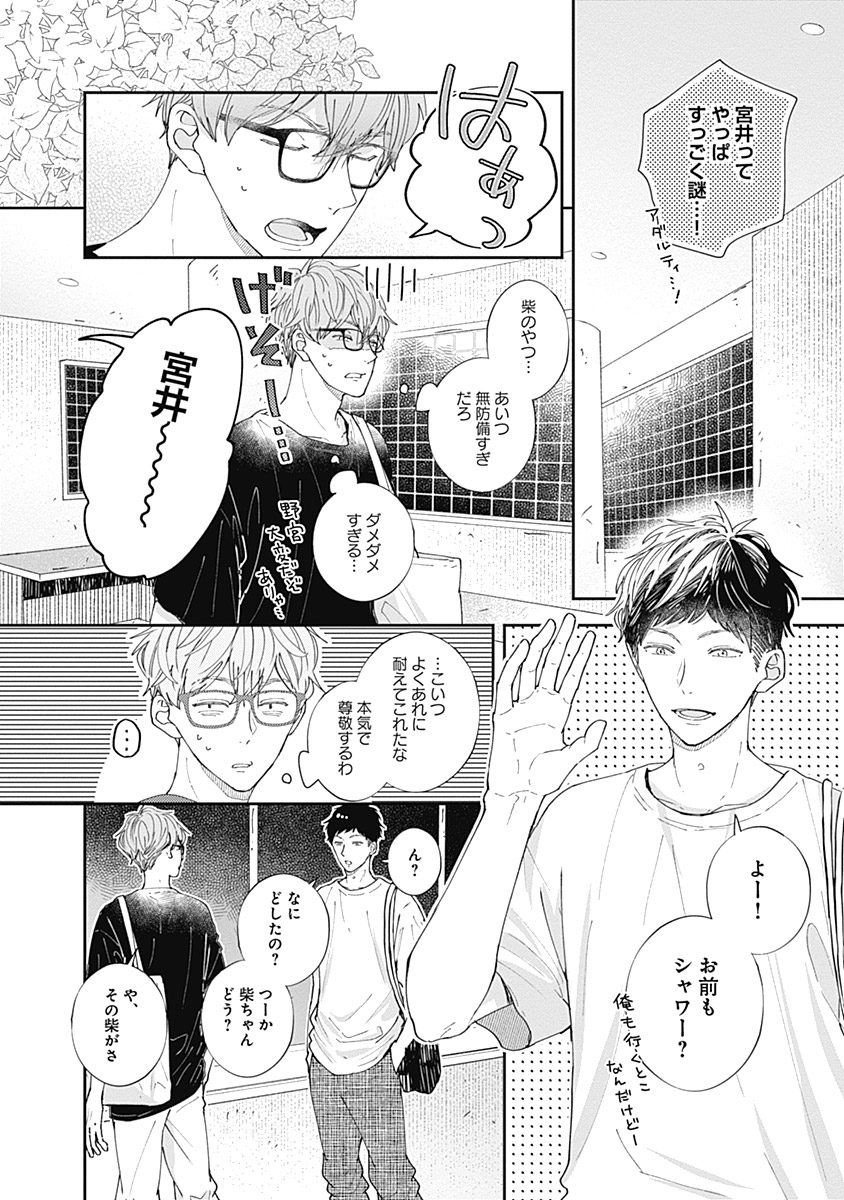 宮井って
やっぱ
すっごく謎…!
アダルティ…!
はぁっ
柴のやつ…
あいつ
無防備すぎ
だろ
げそー…
ダメダメ
すぎる…
野宮
大変だなど
ありゃ…
宮井〜〜〜
よー!
お前も
シャワー?
俺も行くとこ
なんだけどー
…こいつ
よくあれに
耐えてこれたな
本気で
尊敬するわ
…
ん?
なに
どしたの?
つーか
柴ちゃん
どう?
や、
その柴がさ